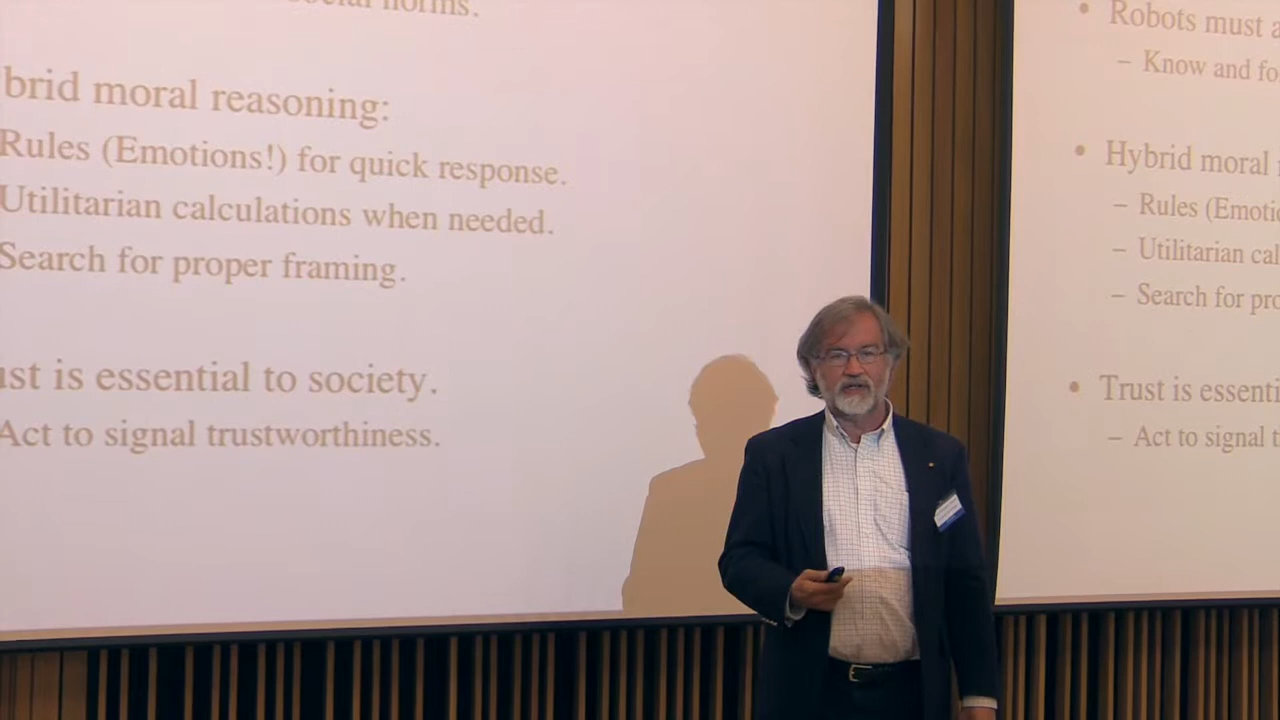 social norms.
brid moral reasoning:
Rules (Emotions!) for quick response.
Utilitarian calculations when needed.
Search for proper framing.
ust is essential to society.
Act to signal trustworthiness.
• Robots must a
– Know and fo
• Hybrid moral
– Rules (Emoti
– Utilitarian cal
– Search for pro
• Trust is essenti
– Act to signal t